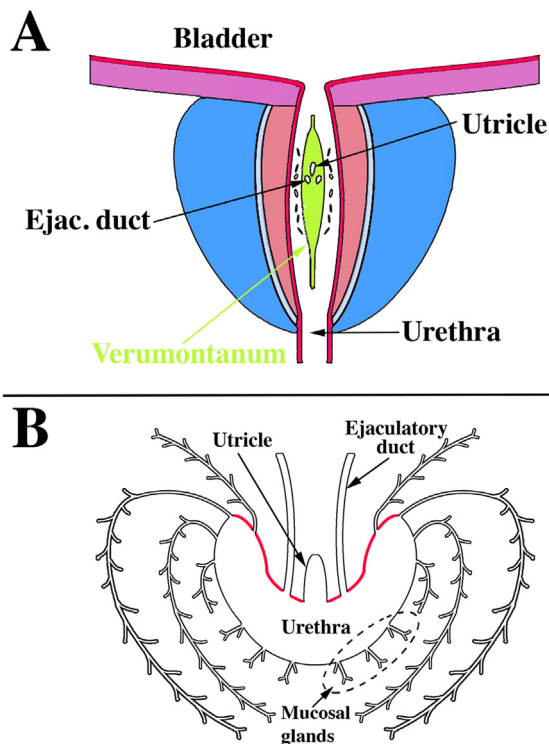 A
Bladder
Utricle
Ejac. duct
Verumontanum
Urethra
B
Utricle
Ejaculatory
duct
Urethra
Mucosal
glands